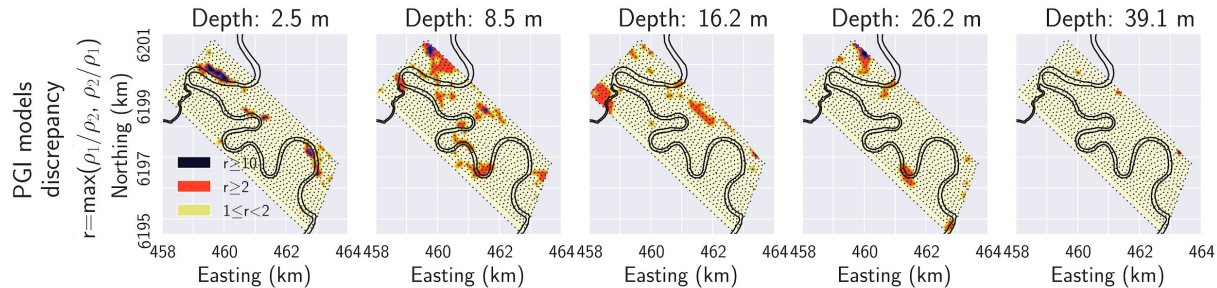 Depth: 2.5 m
Depth: 8.5 m
Depth: 16.2 m
Depth: 26.2 m
Depth: 39.1 m
PGI models
discrepancy
r=max(ρ₁/ρ₂, ρ₂/ρ₁)
Northing (km)
6201
6199
6197
6195
r≥10
r≥2
1≤r<2
458 460 462 464
458 460 462 464
458 460 462 464
458 460 462 464
458 460 462 464
Easting (km)
Easting (km)
Easting (km)
Easting (km)
Easting (km)